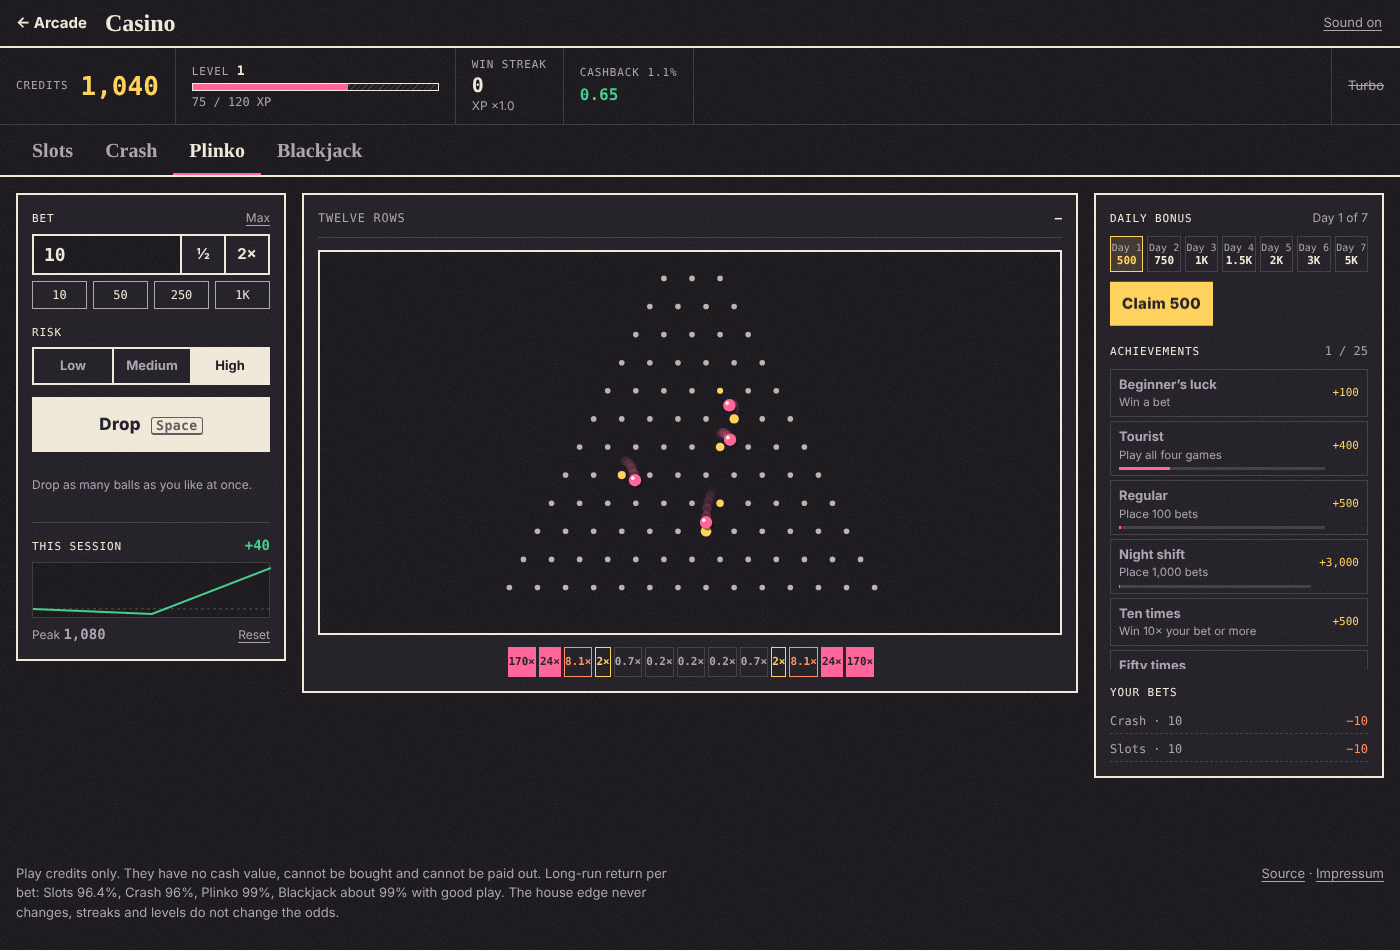 ← Arcade Casino Sound on
CREDITS 1,040
LEVEL 1
75 / 120 XP
WIN STREAK
0
XP ×1.0
CASHBACK 1.1%
0.65
Turbo
Slots Crash Plinko Blackjack
BET Max
10 ½ 2×
10 50 250 1K
RISK
Low Medium High
Drop Space
Drop as many balls as you like at once.
THIS SESSION +40
Peak 1,080 Reset
TWELVE ROWS –
170× 24× 8.1× 2× 0.7× 0.2× 0.2× 0.2× 0.7× 2× 8.1× 24× 170×
DAILY BONUS Day 1 of 7
Day 1 Day 2 Day 3 Day 4 Day 5 Day 6 Day 7
500 750 1K 1.5K 2K 3K 5K
Claim 500
ACHIEVEMENTS 1 / 25
Beginner’s luck
Win a bet
+100
Tourist
Play all four games
+400
Regular
Place 100 bets
+500
Night shift
Place 1,000 bets
+3,000
Ten times
Win 10× your bet or more
+500
Fifty times
YOUR BETS
Crash · 10 −10
Slots · 10 −10
Play credits only. They have no cash value, cannot be bought and cannot be paid out. Long-run return per
bet: Slots 96.4%, Crash 96%, Plinko 99%, Blackjack about 99% with good play. The house edge never
changes, streaks and levels do not change the odds.
Source · Impressum